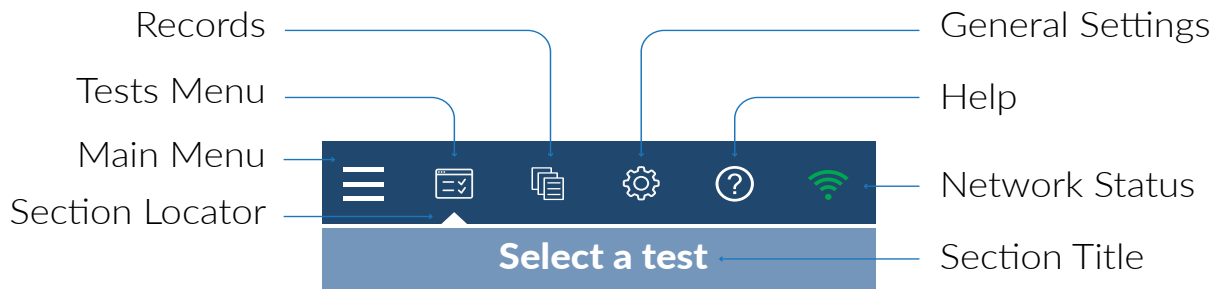 Records
Tests Menu
Main Menu
Section Locator
General Settings
Help
Network Status
Section Title
?
Select a test